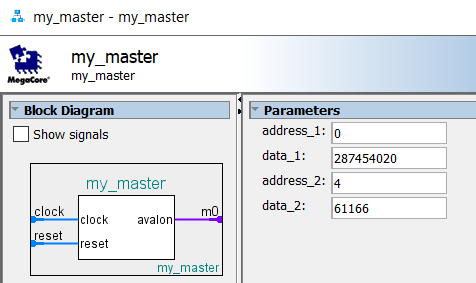 my_master - my_master
MegaCore®
my_master
my_master
Block Diagram
Show signals
my_master
clock
clock
avalon
m0
reset
reset
my_master
Parameters
address_1: 0
data_1: 287454020
address_2: 4
data_2: 61166